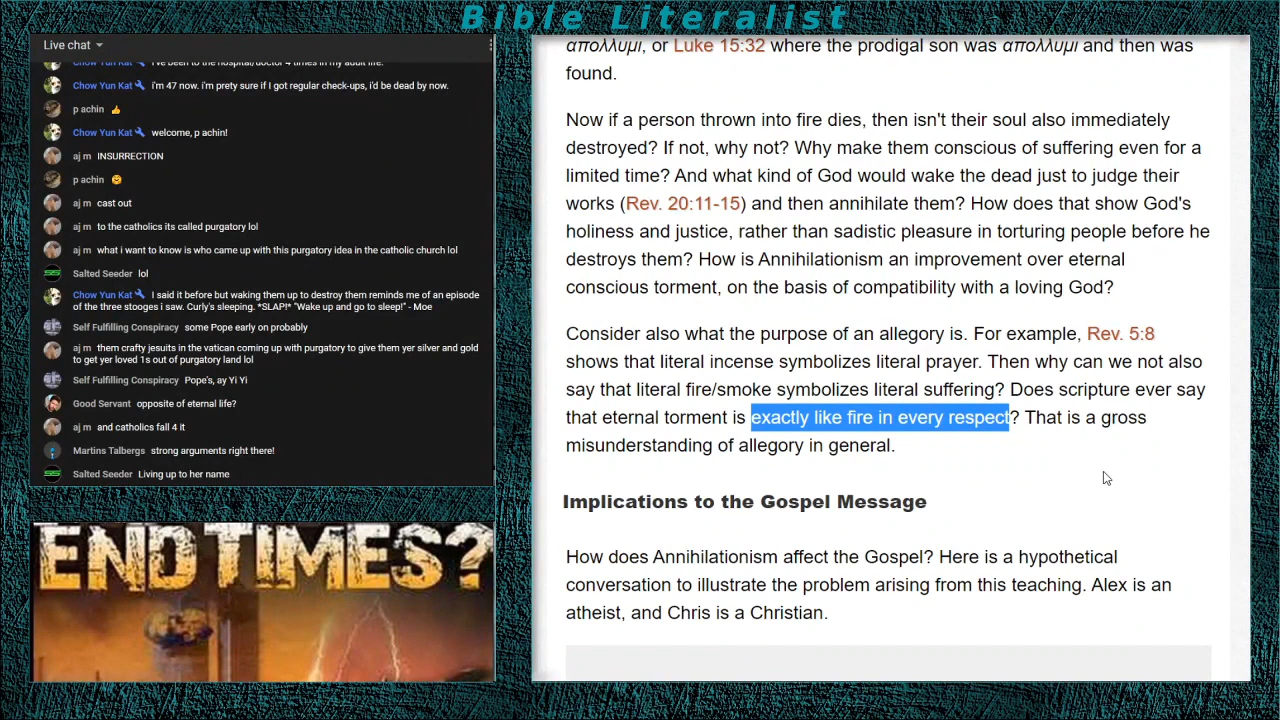 Bible Literalist
Live chat
Chow Yun Kat I've been to the hospital/doctor 4 times in my adult life.
Chow Yun Kat i'm 47 now. i'm prety sure if I got regular check-ups, i'd be dead by now.
p achin 👍
Chow Yun Kat welcome, p achin!
aj m INSURRECTION
p achin 🤗
aj m cast out
aj m to the catholics its called purgatory lol
aj m what i want to know is who came up with this purgatory idea in the catholic church lol
Salted Seeder lol
Chow Yun Kat I said it before but waking them up to destroy them reminds me of an episode
of the three stooges i saw. Curly's sleeping. *SLAP!* "Wake up and go to sleep!" - Moe
Self Fulfilling Conspiracy some Pope early on probably
aj m them crafty jesuits in the vatican coming up with purgatory to give them yer silver and gold
to get yer loved 1s out of purgatory land lol
Self Fulfilling Conspiracy Pope's, ay Yi Yi
Good Servant opposite of eternal life?
aj m and catholics fall 4 it
Martins Talbergs strong arguments right there!
Salted Seeder Living up to her name
END TIMES?
απολλυμι, or Luke 15:32 where the prodigal son was απολλυμι and then was
found.
Now if a person thrown into fire dies, then isn't their soul also immediately
destroyed? If not, why not? Why make them conscious of suffering even for a
limited time? And what kind of God would wake the dead just to judge their
works (Rev. 20:11-15) and then annihilate them? How does that show God's
holiness and justice, rather than sadistic pleasure in torturing people before he
destroys them? How is Annihilationism an improvement over eternal
conscious torment, on the basis of compatibility with a loving God?
Consider also what the purpose of an allegory is. For example, Rev. 5:8
shows that literal incense symbolizes literal prayer. Then why can we not also
say that literal fire/smoke symbolizes literal suffering? Does scripture ever say
that eternal torment is exactly like fire in every respect? That is a gross
misunderstanding of allegory in general.
Implications to the Gospel Message
How does Annihilationism affect the Gospel? Here is a hypothetical
conversation to illustrate the problem arising from this teaching. Alex is an
atheist, and Chris is a Christian.